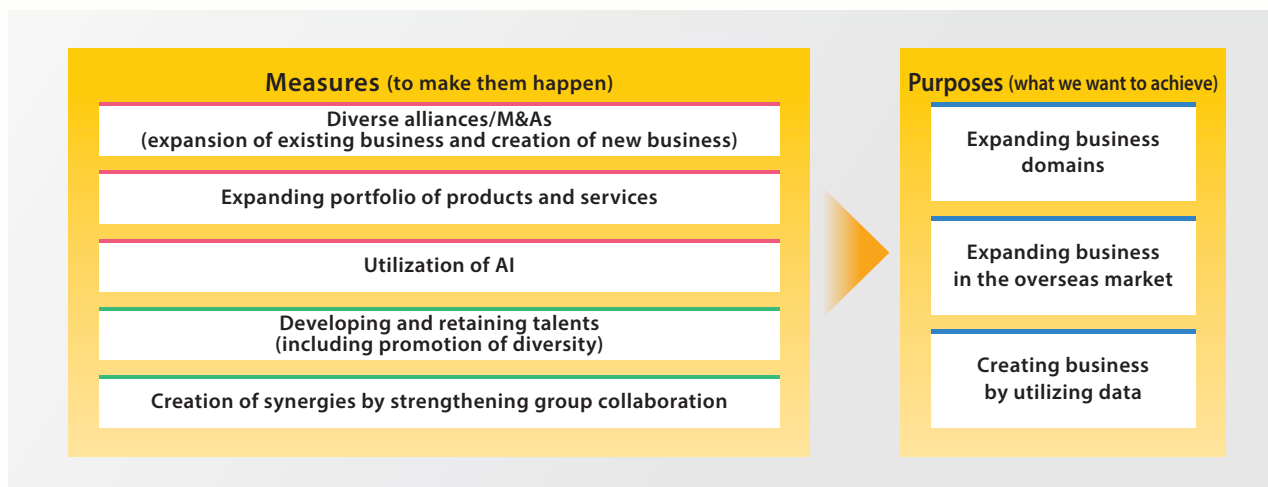 Measures (to make them happen)
Diverse alliances/M&As
(expansion of existing business and creation of new business)
Expanding portfolio of products and services
Utilization of AI
Developing and retaining talents
(including promotion of diversity)
Creation of synergies by strengthening group collaboration
Purposes (what we want to achieve)
Expanding business
domains
Expanding business
in the overseas market
Creating business
by utilizing data